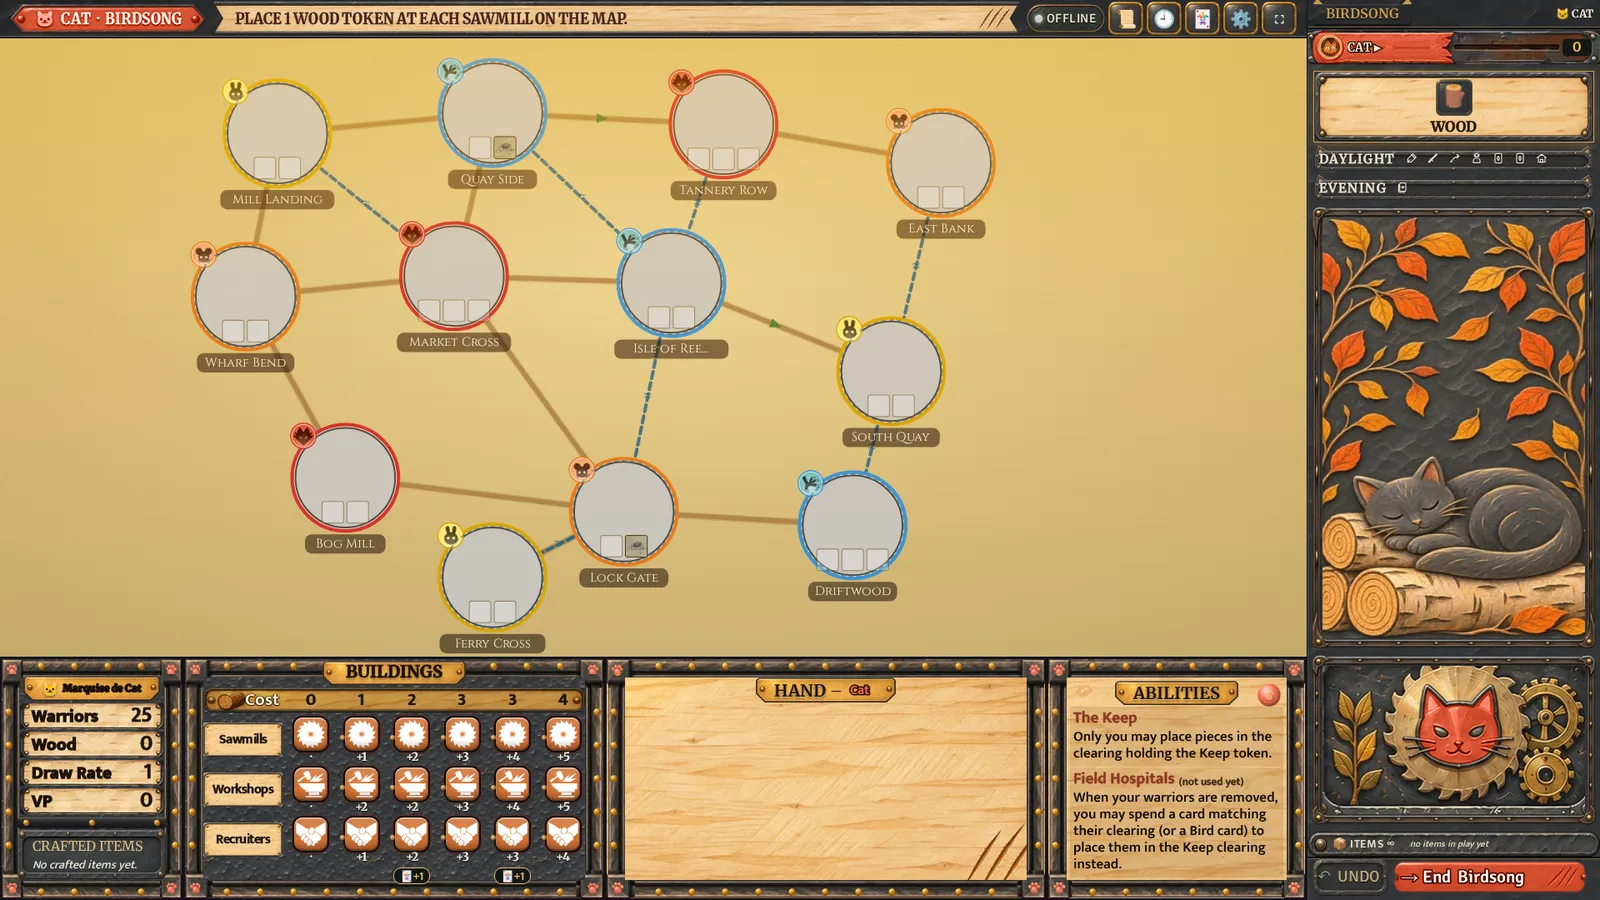 CAT · BIRDSONG
PLACE 1 WOOD TOKEN AT EACH SAWMILL ON THE MAP.
OFFLINE
BIRDSONG
CAT
CAT▸
0
WOOD
DAYLIGHT
EVENING
MILL LANDING
QUAY SIDE
TANNERY ROW
EAST BANK
WHARF BEND
MARKET CROSS
ISLE OF REE...
SOUTH QUAY
BOG MILL
LOCK GATE
DRIFTWOOD
FERRY CROSS
Marquise de Cat
Warriors 25
Wood 0
Draw Rate 1
VP 0
CRAFTED ITEMS
No crafted items yet.
BUILDINGS
Cost 0 1 2 3 3 4
Sawmills
+1 +2 +3 +4 +5
Workshops
· +2 +2 +3 +4 +5
Recruiters
· +1 +2 +3 +3 +4
+1 +1
HAND – Cat
ABILITIES
The Keep
Only you may place pieces in the
clearing holding the Keep token.
Field Hospitals (not used yet)
When your warriors are removed,
you may spend a card matching
their clearing (or a Bird card) to
place them in the Keep clearing
instead.
ITEMS ∞ no items in play yet
UNDO
→ End Birdsong